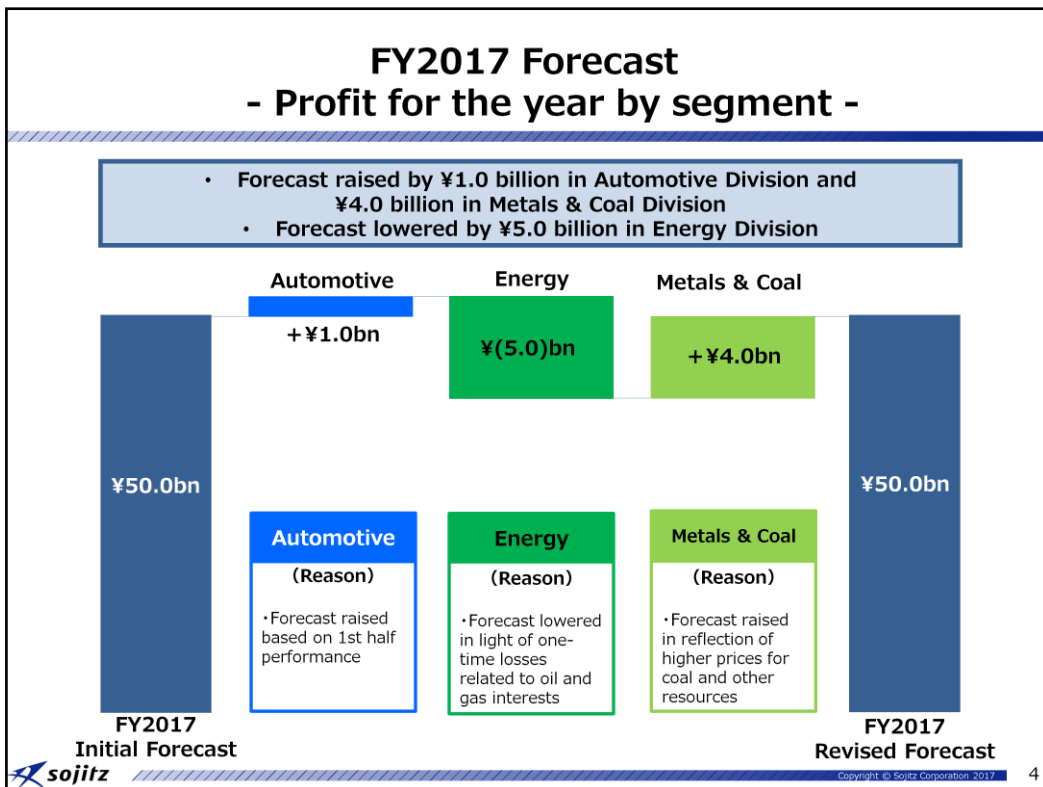 FY2017 Forecast
- Profit for the year by segment -
• Forecast raised by ¥1.0 billion in Automotive Division and
¥4.0 billion in Metals & Coal Division
• Forecast lowered by ¥5.0 billion in Energy Division
Automotive
Energy
Metals & Coal
+¥1.0bn
¥(5.0)bn
+¥4.0bn
¥50.0bn
¥50.0bn
Automotive
(Reason)
・Forecast raised
based on 1st half
performance
Energy
(Reason)
・Forecast lowered
in light of one-
time losses
related to oil and
gas interests
Metals & Coal
(Reason)
・Forecast raised
in reflection of
higher prices for
coal and other
resources
FY2017
Initial Forecast
FY2017
Revised Forecast
sojitz
Copyright © Sojitz Corporation 2017
4